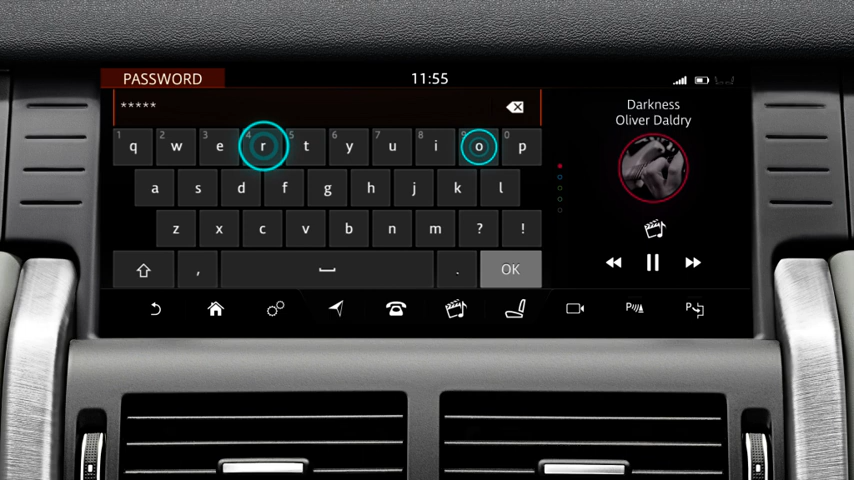 PASSWORD
11:55
*****
Darkness
Oliver Daldry
1 2 3 4 5 6 7 8 9 0
q w e r t y u i o p
a s d f g h j k l
z x c v b n m ? !
, . OK
P
P